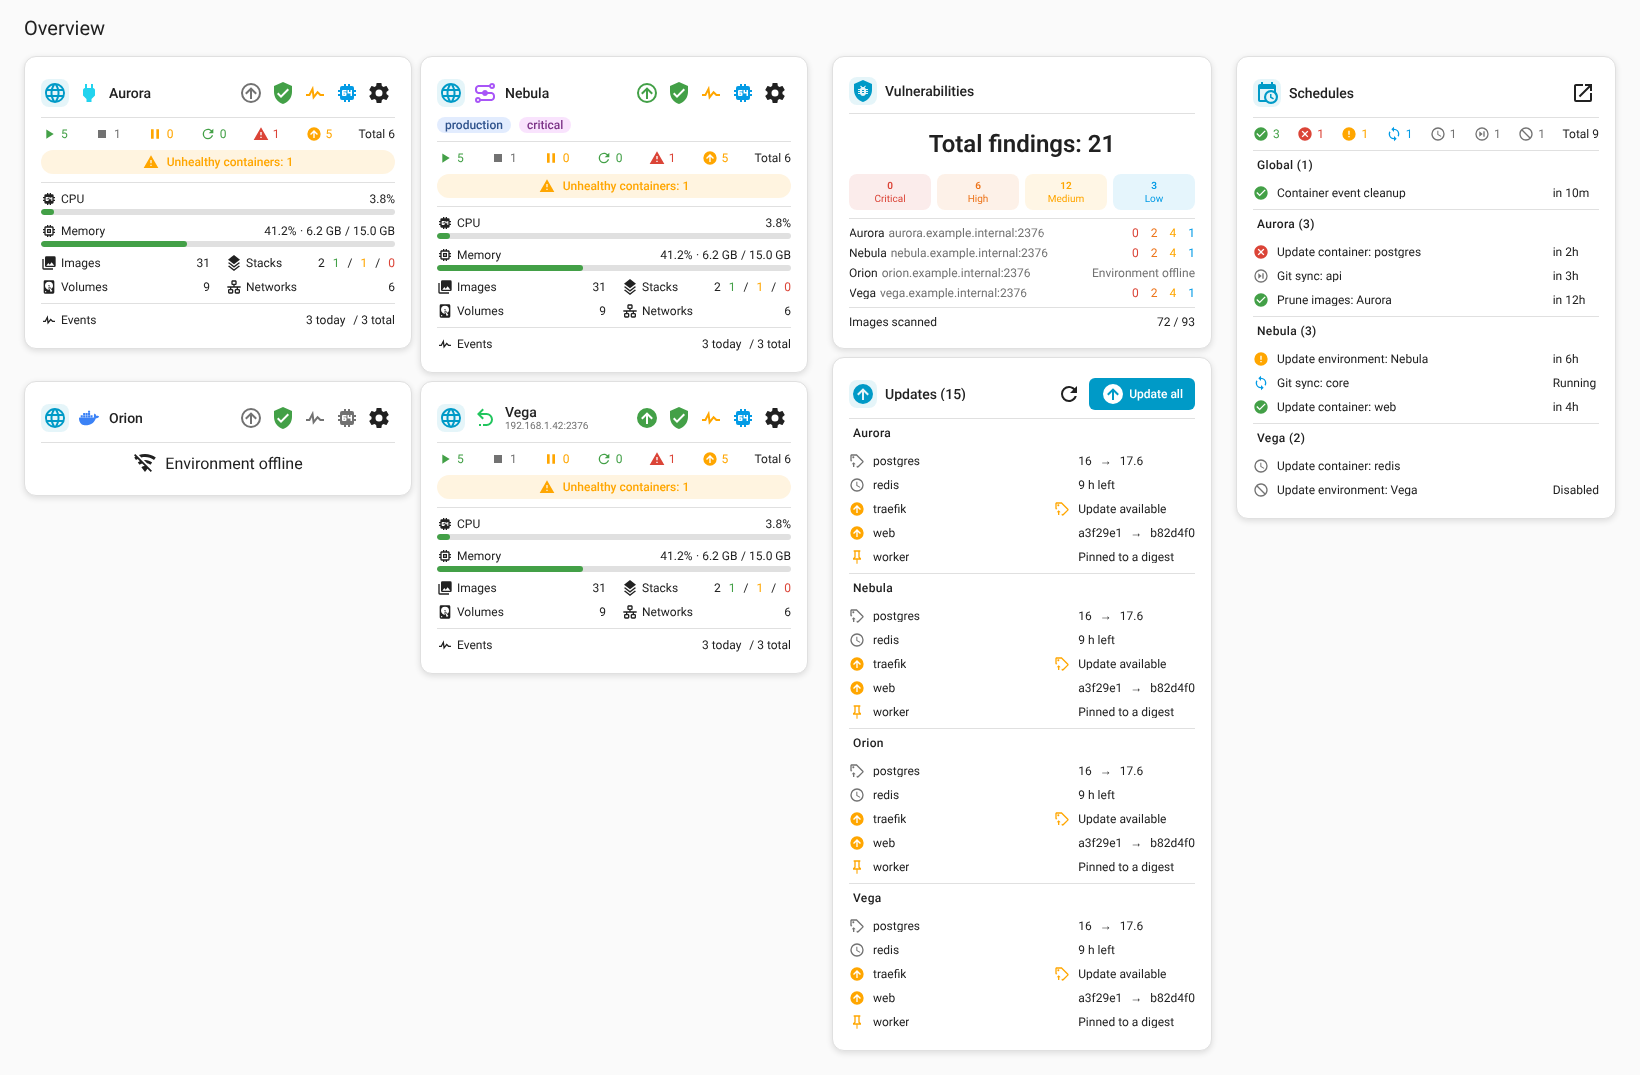 Overview
Aurora
5 1 0 0 1 5 Total 6
Unhealthy containers: 1
CPU 3.8%
Memory 41.2% · 6.2 GB / 15.0 GB
Images 31 Stacks 2 1 / 1 / 0
Volumes 9 Networks 6
Events 3 today / 3 total
Orion
Environment offline
Nebula
production critical
5 1 0 0 1 5 Total 6
Unhealthy containers: 1
CPU 3.8%
Memory 41.2% · 6.2 GB / 15.0 GB
Images 31 Stacks 2 1 / 1 / 0
Volumes 9 Networks 6
Events 3 today / 3 total
Vega
192.168.1.42:2376
5 1 0 0 1 5 Total 6
Unhealthy containers: 1
CPU 3.8%
Memory 41.2% · 6.2 GB / 15.0 GB
Images 31 Stacks 2 1 / 1 / 0
Volumes 9 Networks 6
Events 3 today / 3 total
Vulnerabilities
Total findings: 21
0 6 12 3
Critical High Medium Low
Aurora aurora.example.internal:2376 0 2 4 1
Nebula nebula.example.internal:2376 0 2 4 1
Orion orion.example.internal:2376 Environment offline
Vega vega.example.internal:2376 0 2 4 1
Images scanned 72 / 93
Updates (15) Update all
Aurora
postgres 16 → 17.6
redis 9 h left
traefik Update available
web a3f29e1 → b82d4f0
worker Pinned to a digest
Nebula
postgres 16 → 17.6
redis 9 h left
traefik Update available
web a3f29e1 → b82d4f0
worker Pinned to a digest
Orion
postgres 16 → 17.6
redis 9 h left
traefik Update available
web a3f29e1 → b82d4f0
worker Pinned to a digest
Vega
postgres 16 → 17.6
redis 9 h left
traefik Update available
web a3f29e1 → b82d4f0
worker Pinned to a digest
Schedules
3 1 1 1 1 1 1 Total 9
Global (1)
Container event cleanup in 10m
Aurora (3)
Update container: postgres in 2h
Git sync: api in 3h
Prune images: Aurora in 12h
Nebula (3)
Update environment: Nebula in 6h
Git sync: core Running
Update container: web in 4h
Vega (2)
Update container: redis
Update environment: Vega Disabled